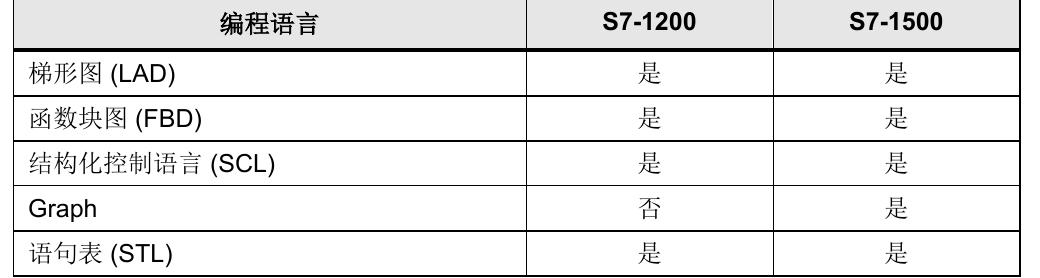 编程语言 S7-1200 S7-1500
梯形图 (LAD) 是 是
函数块图 (FBD) 是 是
结构化控制语言 (SCL) 是 是
Graph 否 是
语句表 (STL) 是 是